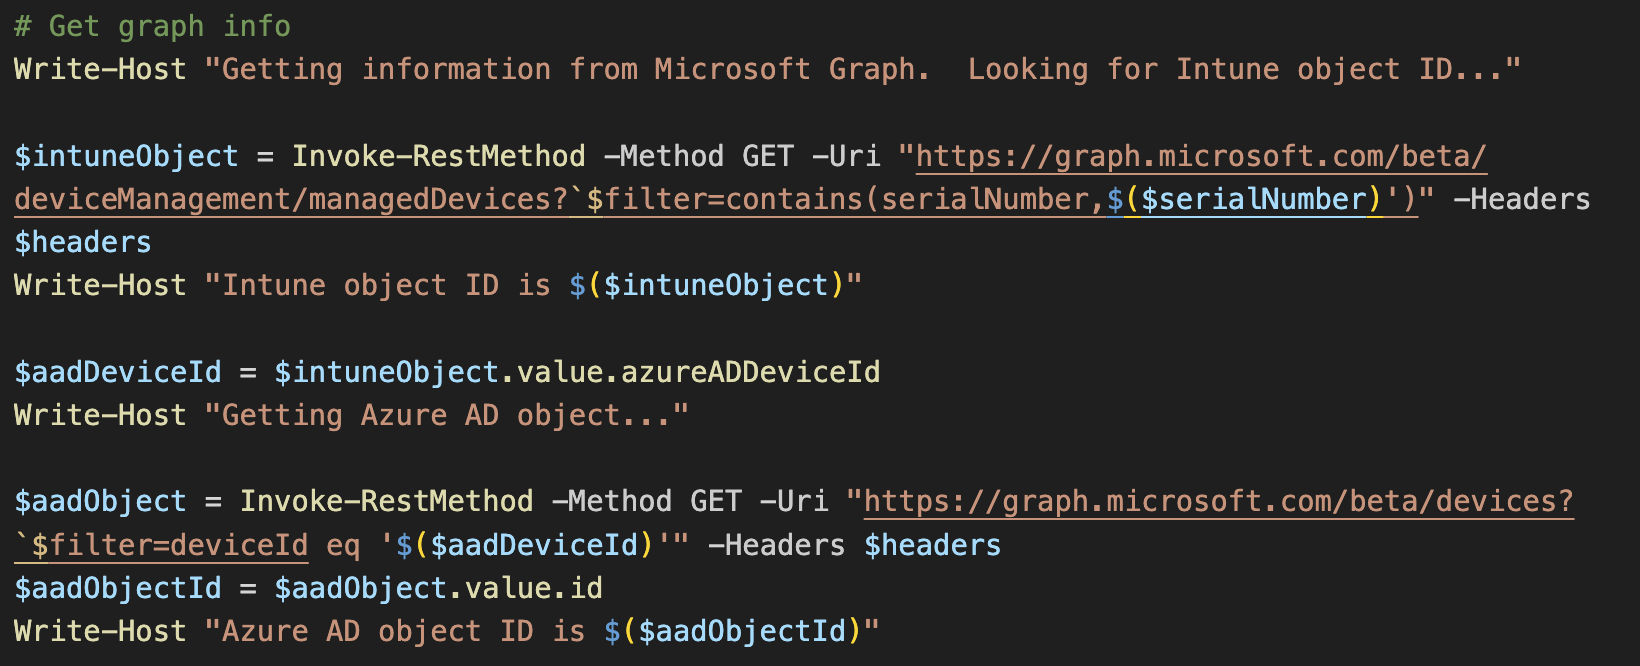 # Get graph info
Write-Host "Getting information from Microsoft Graph.  Looking for Intune object ID..."
$intuneObject = Invoke-RestMethod -Method GET -Uri "https://graph.microsoft.com/beta/
deviceManagement/managedDevices?`$filter=contains(serialNumber,$($serialNumber)')" -Headers
$headers
Write-Host "Intune object ID is $($intuneObject)"
$aadDeviceId = $intuneObject.value.azureADDeviceId
Write-Host "Getting Azure AD object..."
$aadObject = Invoke-RestMethod -Method GET -Uri "https://graph.microsoft.com/beta/devices?
`$filter=deviceId eq '$($aadDeviceId)'" -Headers $headers
$aadObjectId = $aadObject.value.id
Write-Host "Azure AD object ID is $($aadObjectId)"